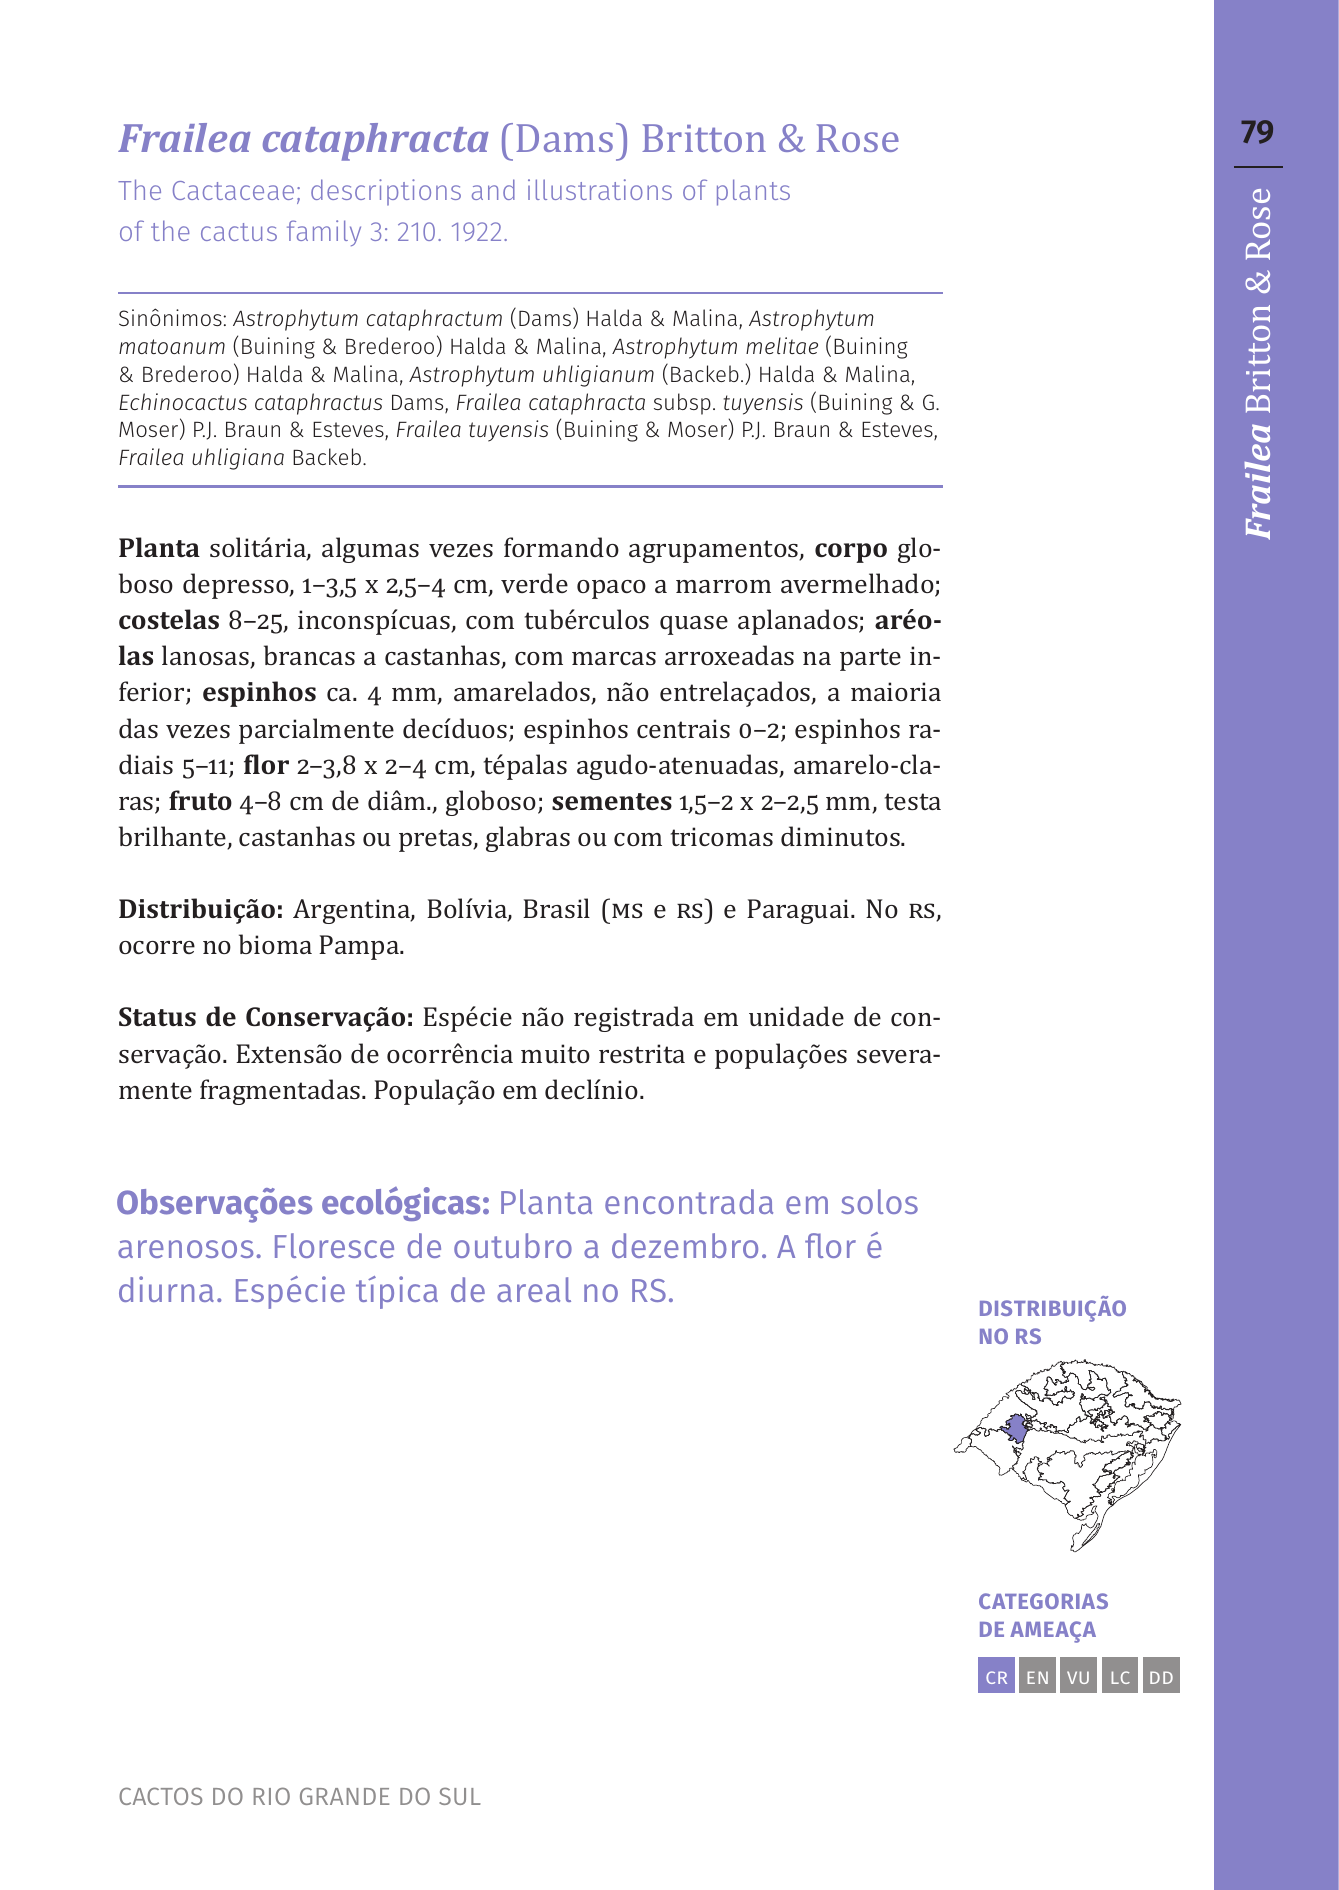 Frailea cataphracta (Dams) Britton & Rose
The Cactaceae; descriptions and illustrations of plants
of the cactus family 3: 210. 1922.
Sinônimos: Astrophytum cataphractum (Dams) Halda & Malina, Astrophytum
matoanum (Buining & Brederoo) Halda & Malina, Astrophytum melitae (Buining
& Brederoo) Halda & Malina, Astrophytum uhligianum (Backeb.) Halda & Malina,
Echinocactus cataphractus Dams, Frailea cataphracta subsp. tuyensis (Buining & G.
Moser) P.J. Braun & Esteves, Frailea tuyensis (Buining & Moser) P.J. Braun & Esteves,
Frailea uhligiana Backeb.
Planta solitária, algumas vezes formando agrupamentos, corpo glo-
boso depresso, 1–3,5 x 2,5–4 cm, verde opaco a marrom avermelhado;
costelas 8–25, inconspícuas, com tubérculos quase aplanados; aréo-
las lanosas, brancas a castanhas, com marcas arroxeadas na parte in-
ferior; espinhos ca. 4 mm, amarelados, não entrelaçados, a maioria
das vezes parcialmente decíduos; espinhos centrais 0–2; espinhos ra-
diais 5–11; flor 2–3,8 x 2–4 cm, tépalas agudo-atenuadas, amarelo-cla-
ras; fruto 4–8 cm de diâm., globoso; sementes 1,5–2 x 2–2,5 mm, testa
brilhante, castanhas ou pretas, glabras ou com tricomas diminutos.
Distribuição: Argentina, Bolívia, Brasil (MS e RS) e Paraguai. No RS,
ocorre no bioma Pampa.
Status de Conservação: Espécie não registrada em unidade de con-
servação. Extensão de ocorrência muito restrita e populações severa-
mente fragmentadas. População em declínio.
Observações ecológicas: Planta encontrada em solos
arenosos. Floresce de outubro a dezembro. A flor é
diurna. Espécie típica de areal no RS.
DISTRIBUIÇÃO
NO RS
CATEGORIAS
DE AMEAÇA
CR EN VU LC DD
CACTOS DO RIO GRANDE DO SUL
79
Frailea Britton & Rose